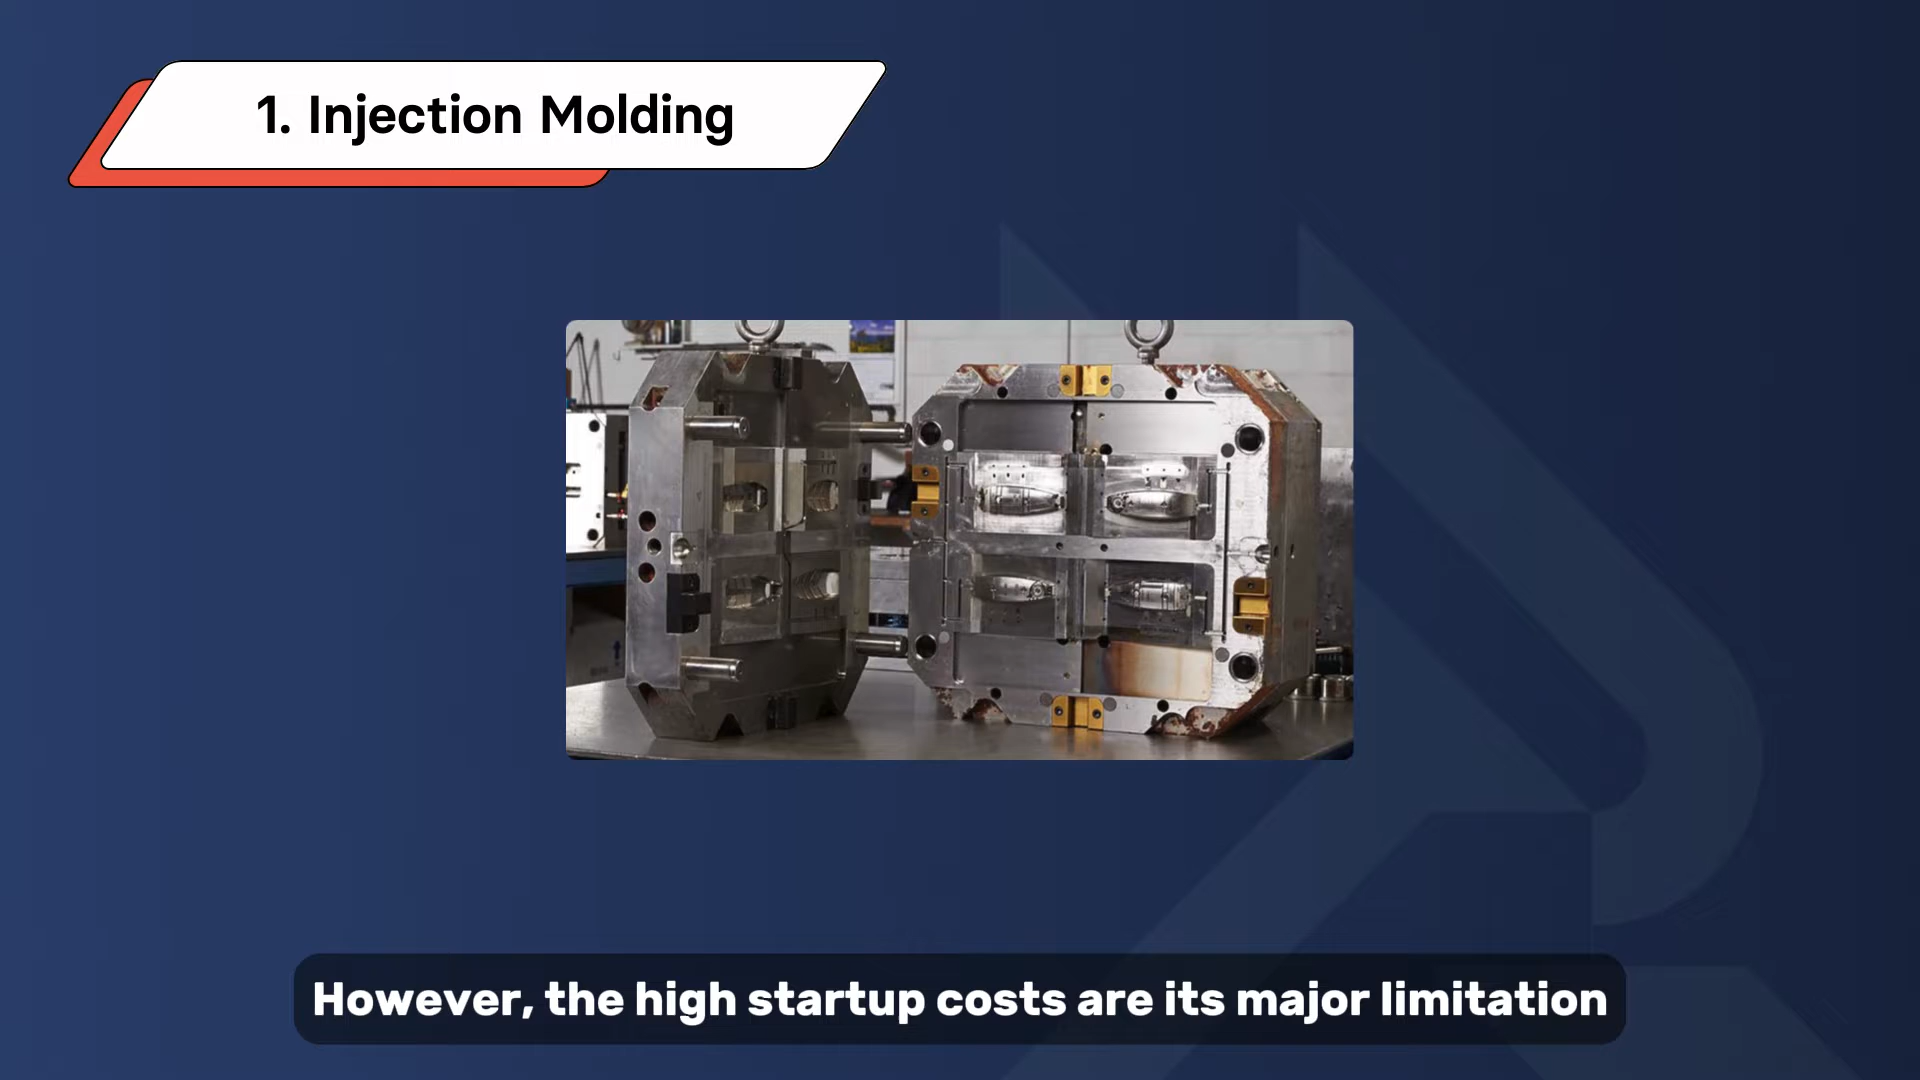 1. Injection Molding
However, the high startup costs are its major limitation